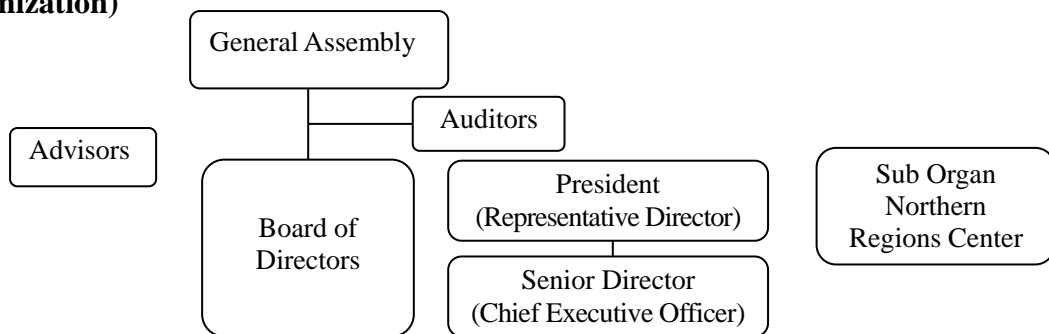 nization)
General Assembly
Auditors
Advisors
Board of
Directors
President
(Representative Director)
Senior Director
(Chief Executive Officer)
Sub Organ
Northern
Regions Center